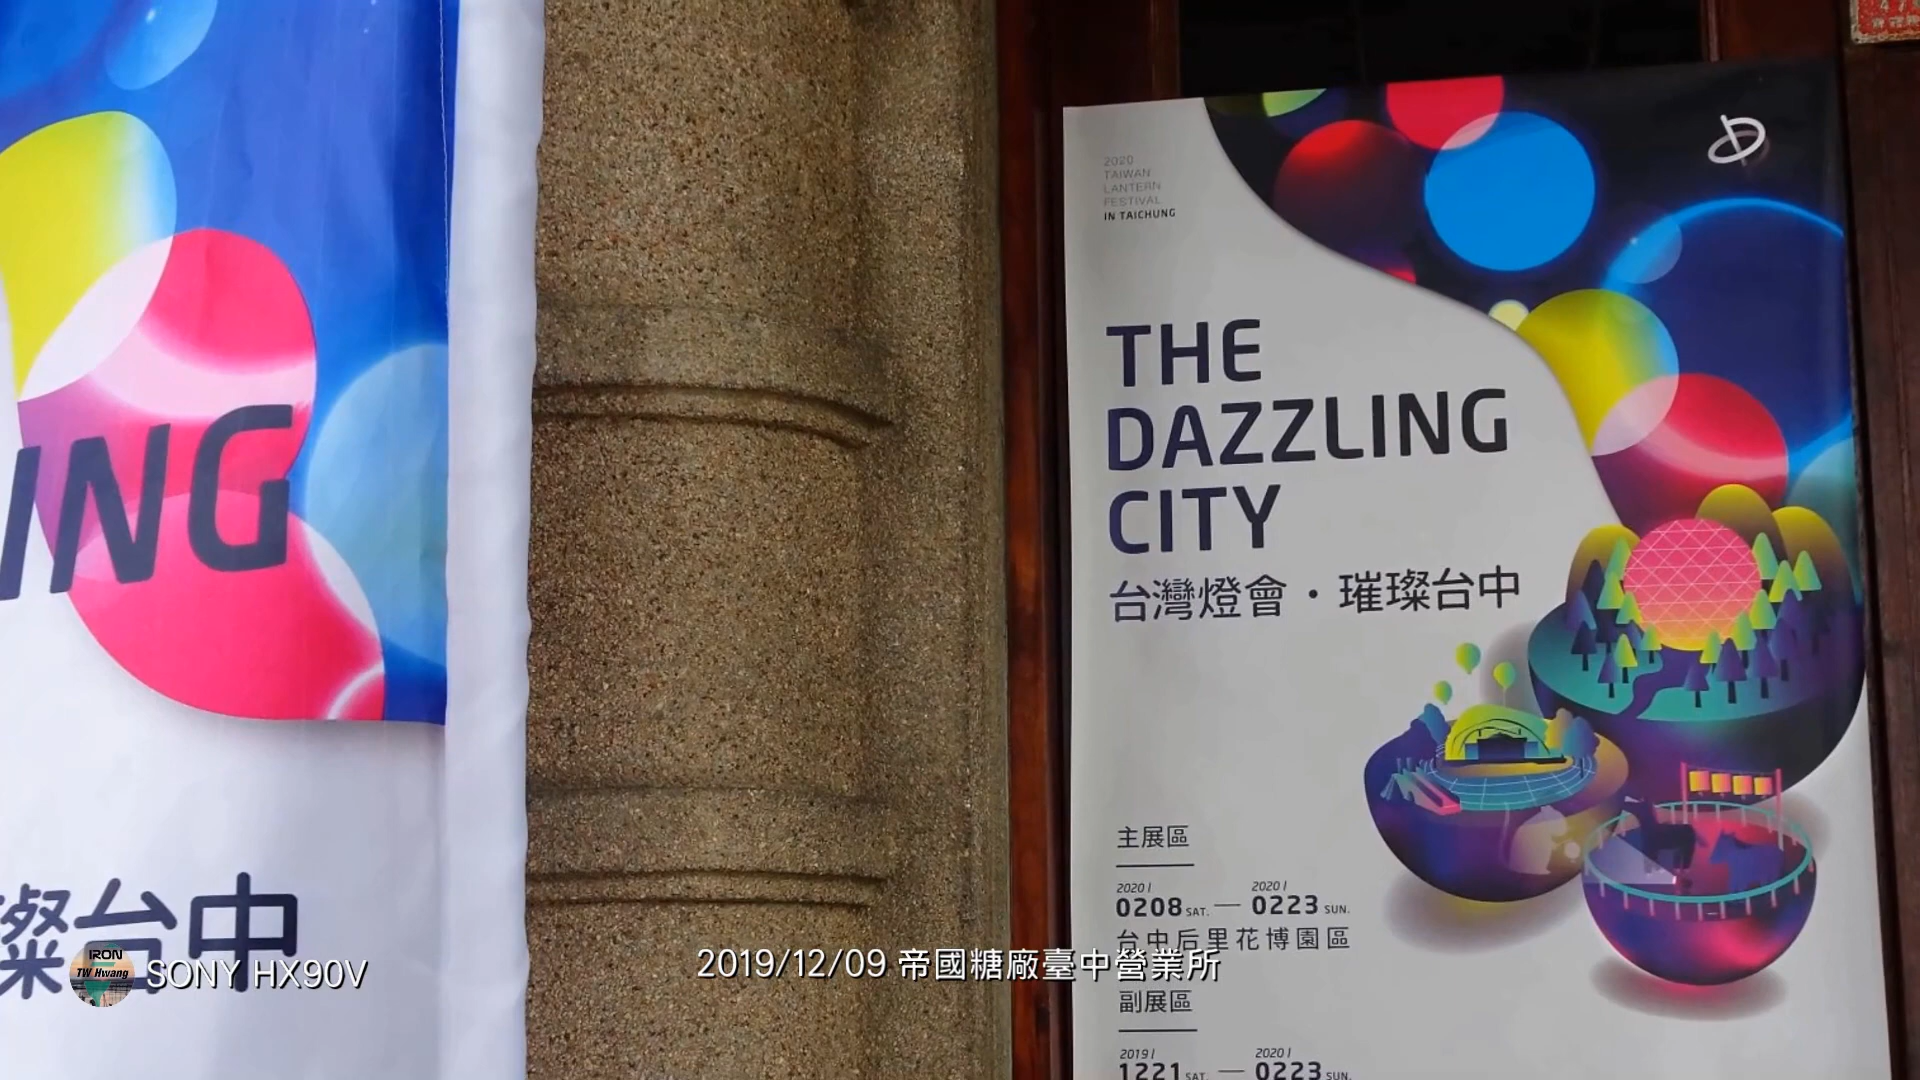 ING
璨台中
2020
TAIWAN
LANTERN
FESTIVAL
IN TAICHUNG
THE
DAZZLING
CITY
台灣燈會・璀璨台中
主展區
2020 / 2020 /
0208 SAT. — 0223 SUN.
台中后里花博園區
副展區
2019 / 2020 /
1221 SAT. — 0223 SUN.
IRON
TW Hwang
SONY HX90V
2019/12/09 帝國糖廠臺中營業所